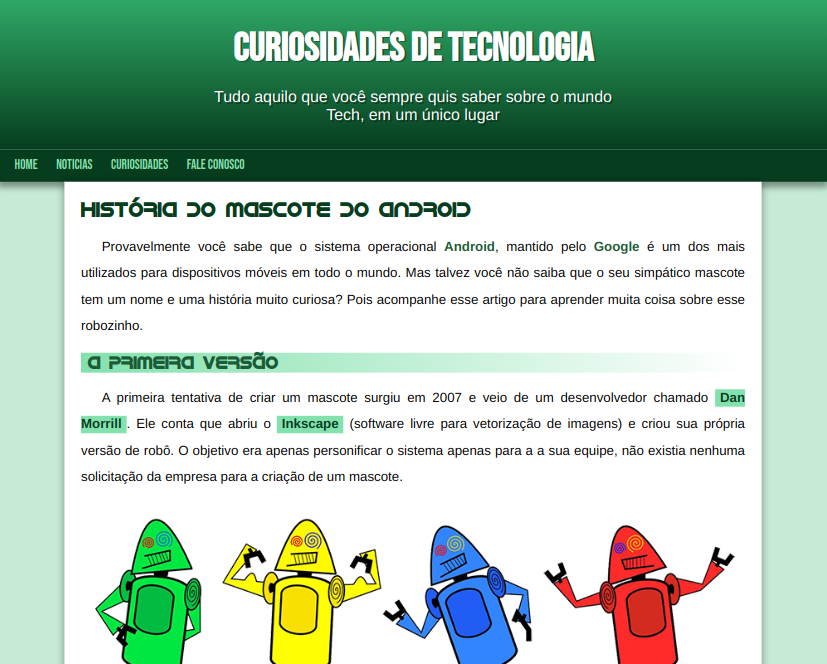 CURIOSIDADES DE TECNOLOGIA
Tudo aquilo que você sempre quis saber sobre o mundo
Tech, em um único lugar
HOME NOTICIAS CURIOSIDADES FALE CONOSCO
HISTÓRIA DO MASCOTE DO ANDROID
Provavelmente você sabe que o sistema operacional Android, mantido pelo Google é um dos mais
utilizados para dispositivos móveis em todo o mundo. Mas talvez você não saiba que o seu simpático mascote
tem um nome e uma história muito curiosa? Pois acompanhe esse artigo para aprender muita coisa sobre esse
robozinho.
A PRIMEIRA VERSÃO
A primeira tentativa de criar um mascote surgiu em 2007 e veio de um desenvolvedor chamado Dan
Morrill . Ele conta que abriu o Inkscape (software livre para vetorização de imagens) e criou sua própria
versão de robô. O objetivo era apenas personificar o sistema apenas para a a sua equipe, não existia nenhuma
solicitação da empresa para a criação de um mascote.